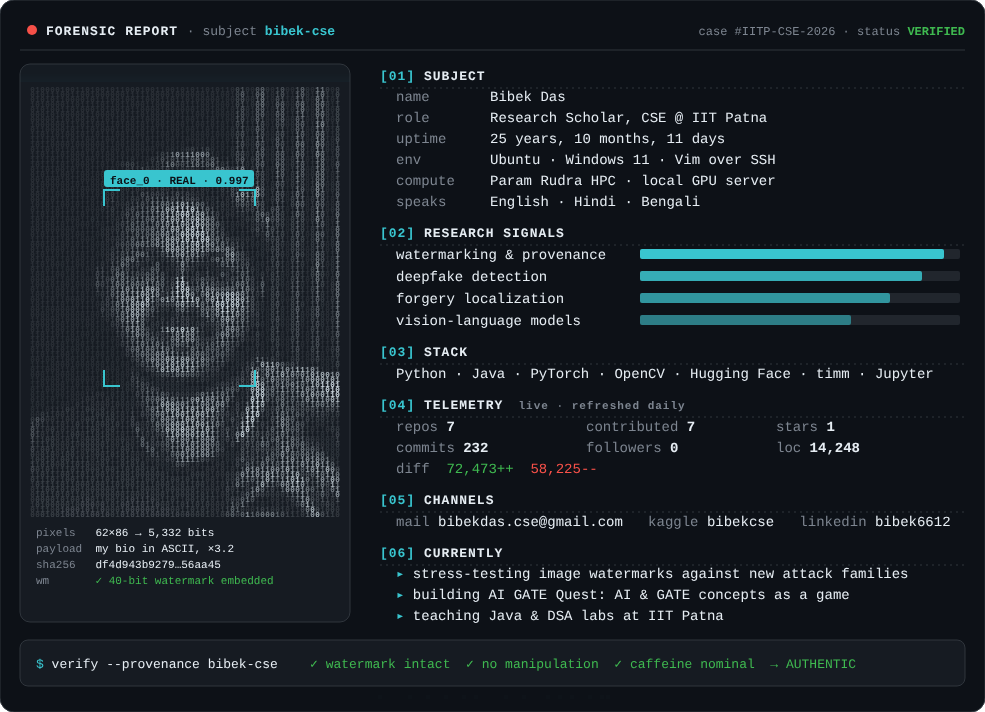 FORENSIC REPORT · subject bibek-cse
case #IITP-CSE-2026 · status VERIFIED
face_0 · REAL · 0.997
pixels 62×86 → 5,332 bits
payload my bio in ASCII, ×3.2
sha256 df4d943b9279…56aa45
wm ✓ 40-bit watermark embedded
[01] SUBJECT
name Bibek Das
role Research Scholar, CSE @ IIT Patna
uptime 25 years, 10 months, 11 days
env Ubuntu · Windows 11 · Vim over SSH
compute Param Rudra HPC · local GPU server
speaks English · Hindi · Bengali
[02] RESEARCH SIGNALS
watermarking & provenance
deepfake detection
forgery localization
vision-language models
[03] STACK
Python · Java · PyTorch · OpenCV · Hugging Face · timm · Jupyter
[04] TELEMETRY live · refreshed daily
repos 7 contributed 7 stars 1
commits 232 followers 0 loc 14,248
diff 72,473++ 58,225--
[05] CHANNELS
mail bibekdas.cse@gmail.com kaggle bibekcse linkedin bibek6612
[06] CURRENTLY
▸ stress-testing image watermarks against new attack families
▸ building AI GATE Quest: AI & GATE concepts as a game
▸ teaching Java & DSA labs at IIT Patna
$ verify --provenance bibek-cse ✓ watermark intact ✓ no manipulation ✓ caffeine nominal → AUTHENTIC